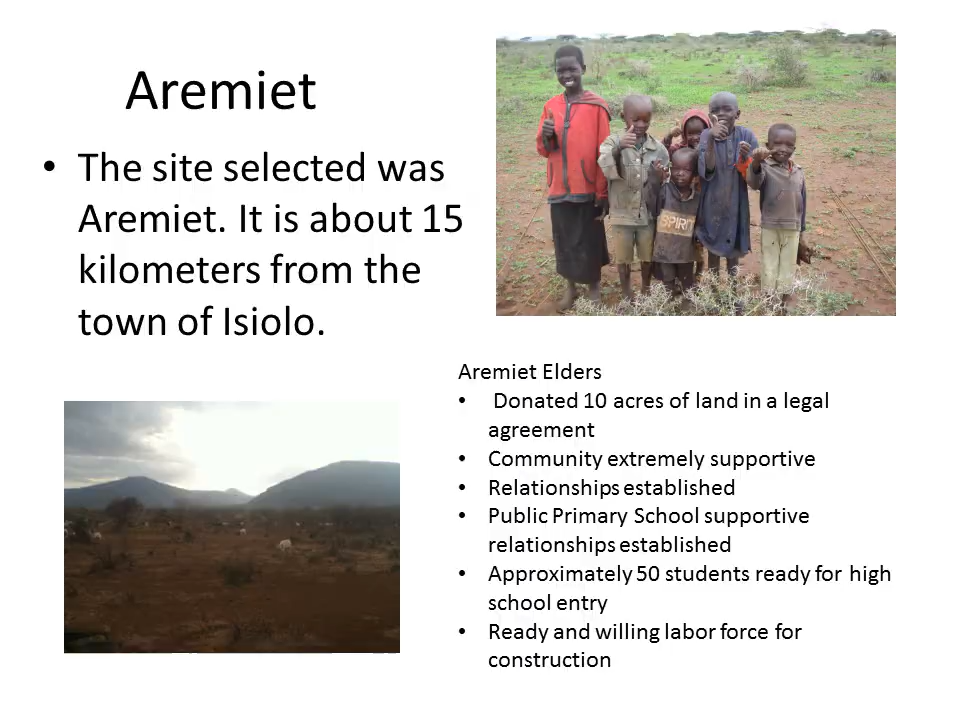 Aremiet
• The site selected was
Aremiet. It is about 15
kilometers from the
town of Isiolo.
SPIRIT
Aremiet Elders
• Donated 10 acres of land in a legal
agreement
• Community extremely supportive
• Relationships established
• Public Primary School supportive
relationships established
• Approximately 50 students ready for high
school entry
• Ready and willing labor force for
construction